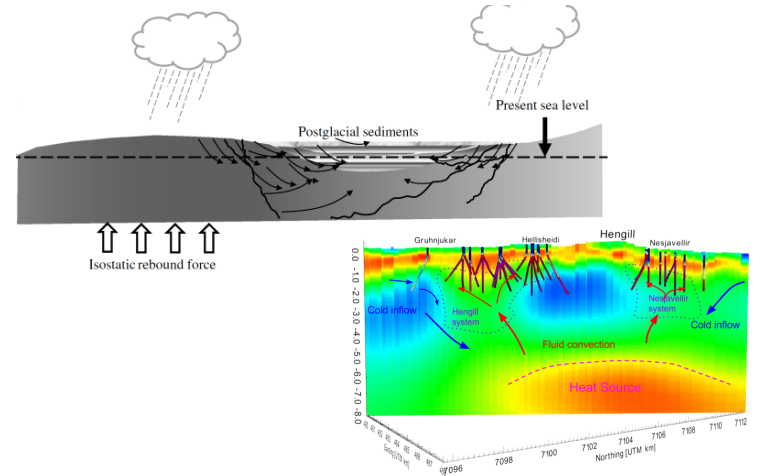 Present sea level
Postglacial sediments
Isostatic rebound force
Hengill
Gruhnjukar
Hellisheidi
Nesjavellir
0.0
-1.0
-2.0
-3.0
-4.0
-5.0
-6.0
-7.0
-8.0
Cold inflow
Hengill
system
Nesjavellir
system
Cold inflow
Fluid convection
Heat Source
7096
7098
7100
7102
7104
7106
7108
7110
7112
Northing [UTM km]